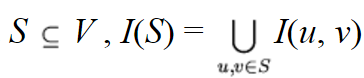 S ⊆ V, I(S) = ⋃_{u,v∈S} I(u, v)